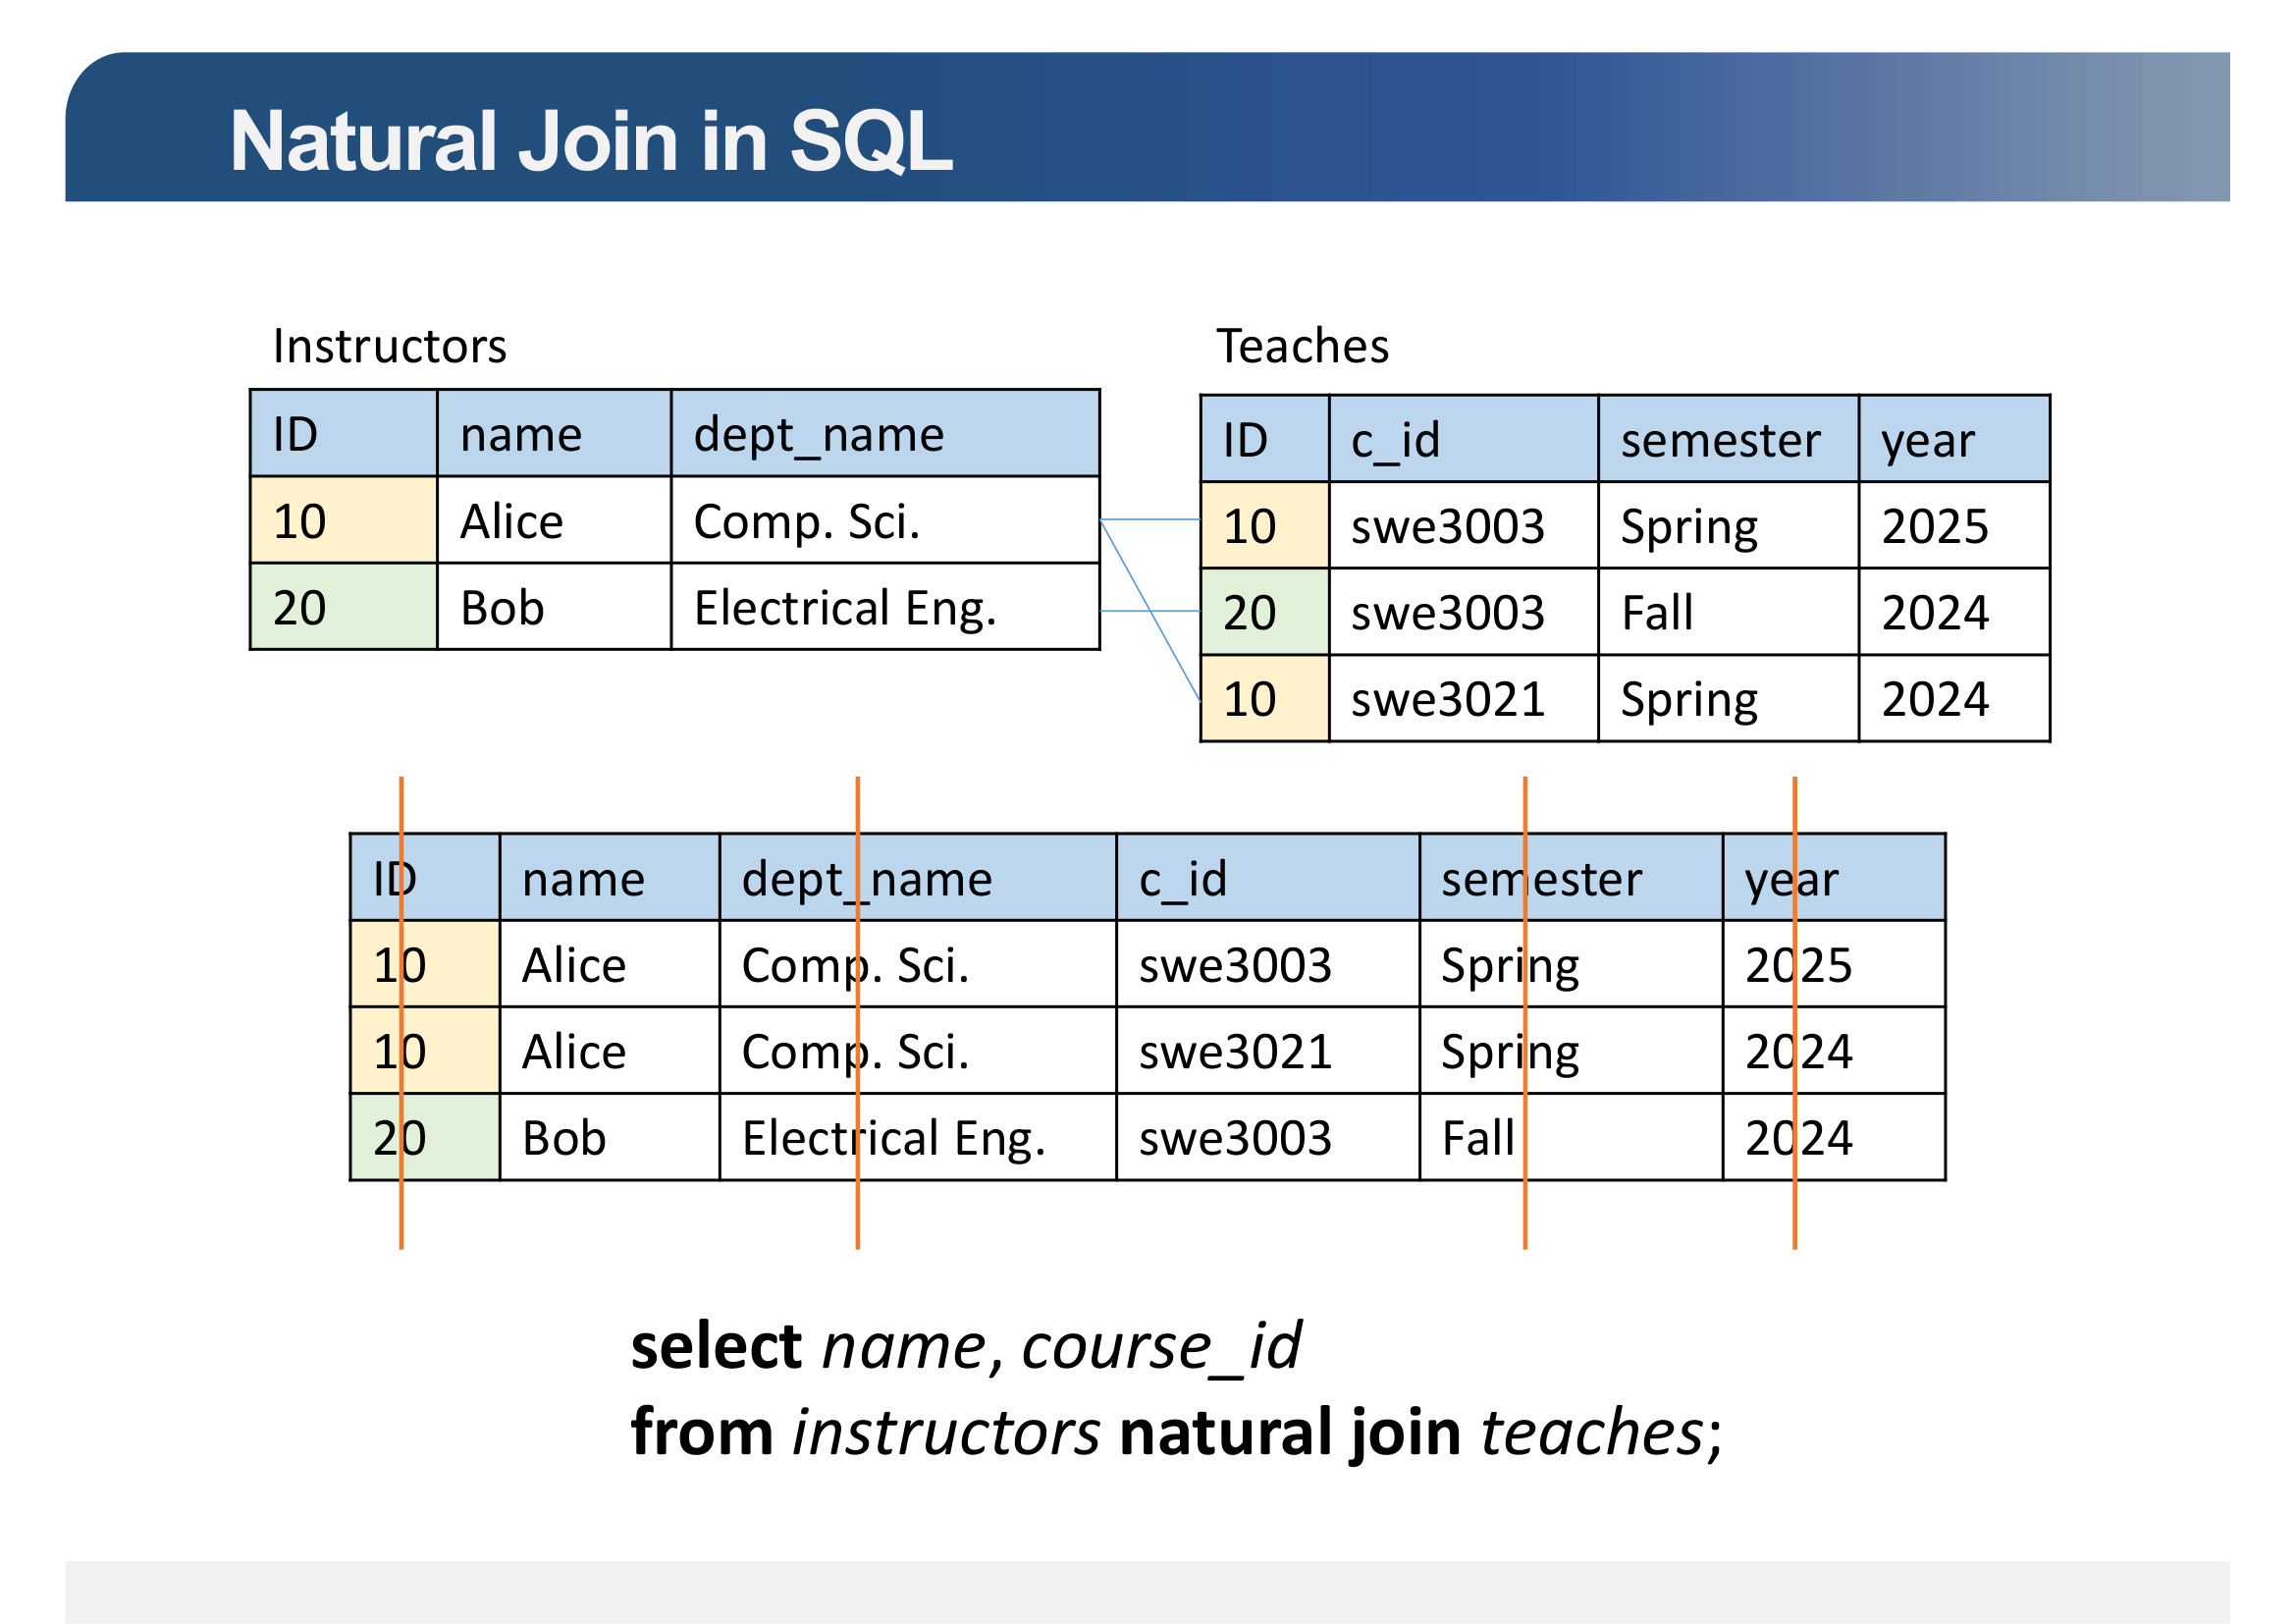 Natural Join in SQL
Instructors
ID name dept_name
10 Alice Comp. Sci.
20 Bob Electrical Eng.
Teaches
ID c_id semester year
10 swe3003 Spring 2025
20 swe3003 Fall 2024
10 swe3021 Spring 2024
ID name dept_name c_id semester year
10 Alice Comp. Sci. swe3003 Spring 2025
10 Alice Comp. Sci. swe3021 Spring 2024
20 Bob Electrical Eng. swe3003 Fall 2024
select name, course_id
from instructors natural join teaches;